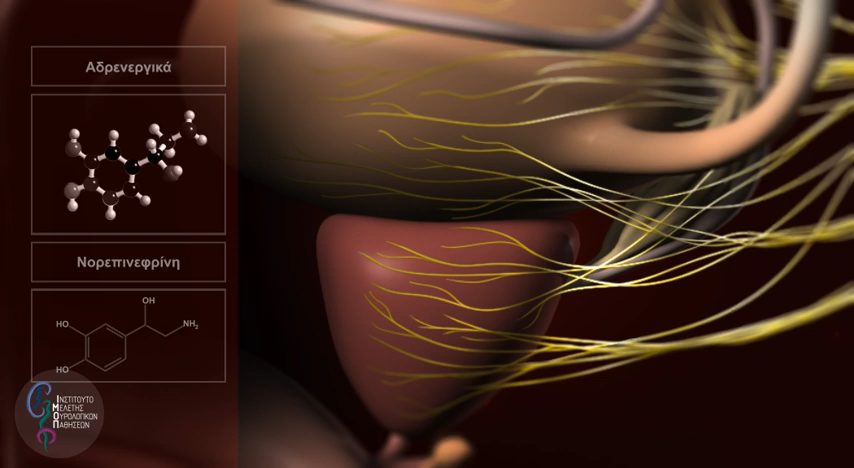 Αδρενεργικά
Νορεπινεφρίνη
OH
HO
NH₂
HO
ΙΝΣΤΙΤΟΥΤΟ
ΜΕΛΕΤΗΣ
ΟΥΡΟΛΟΓΙΚΩΝ
ΠΑΘΗΣΕΩΝ